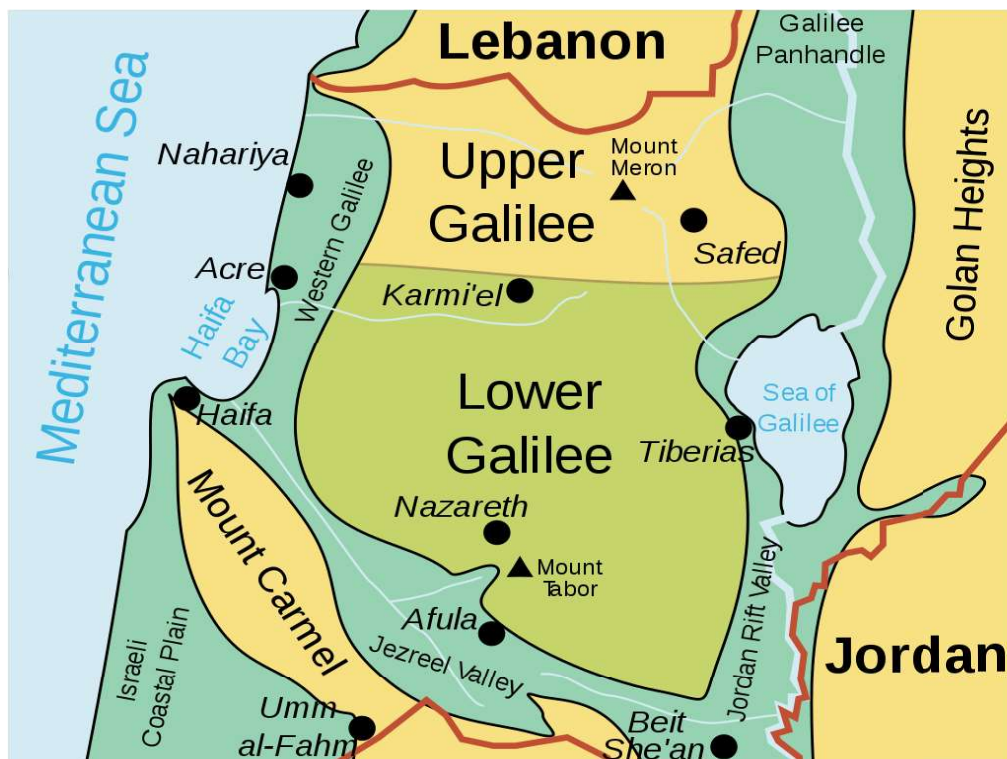 Lebanon
Galilee
Panhandle
Mediterranean Sea
Nahariya
Western Galilee
Upper
Galilee
Mount
Meron
Safed
Golan Heights
Acre
Karmi'el
Haifa
Bay
Haifa
Lower
Galilee
Sea of
Galilee
Tiberias
Mount Carmel
Nazareth
Mount
Tabor
Jordan Rift Valley
Israeli
Coastal Plain
Afula
Jezreel Valley
Jordan
Umm
al-Fahm
Beit
She'an